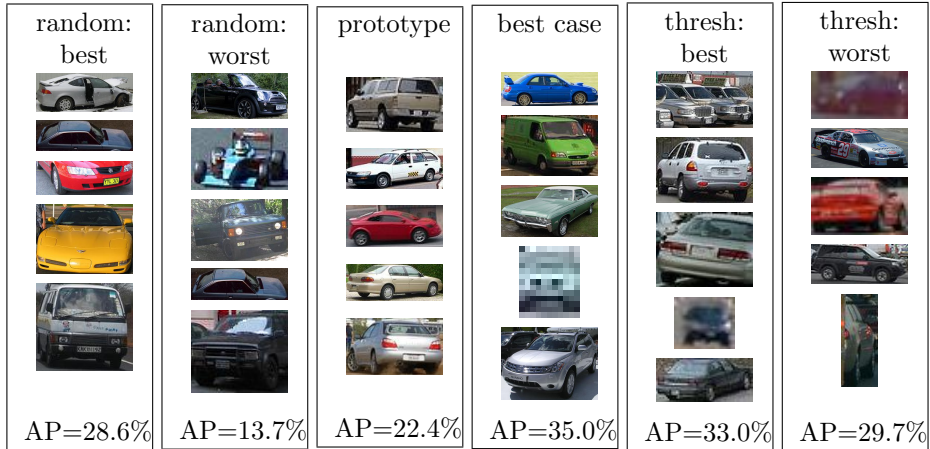 random:
best
AP=28.6%
random:
worst
AP=13.7%
prototype
AP=22.4%
best case
AP=35.0%
thresh:
best
AP=33.0%
thresh:
worst
29
AP=29.7%